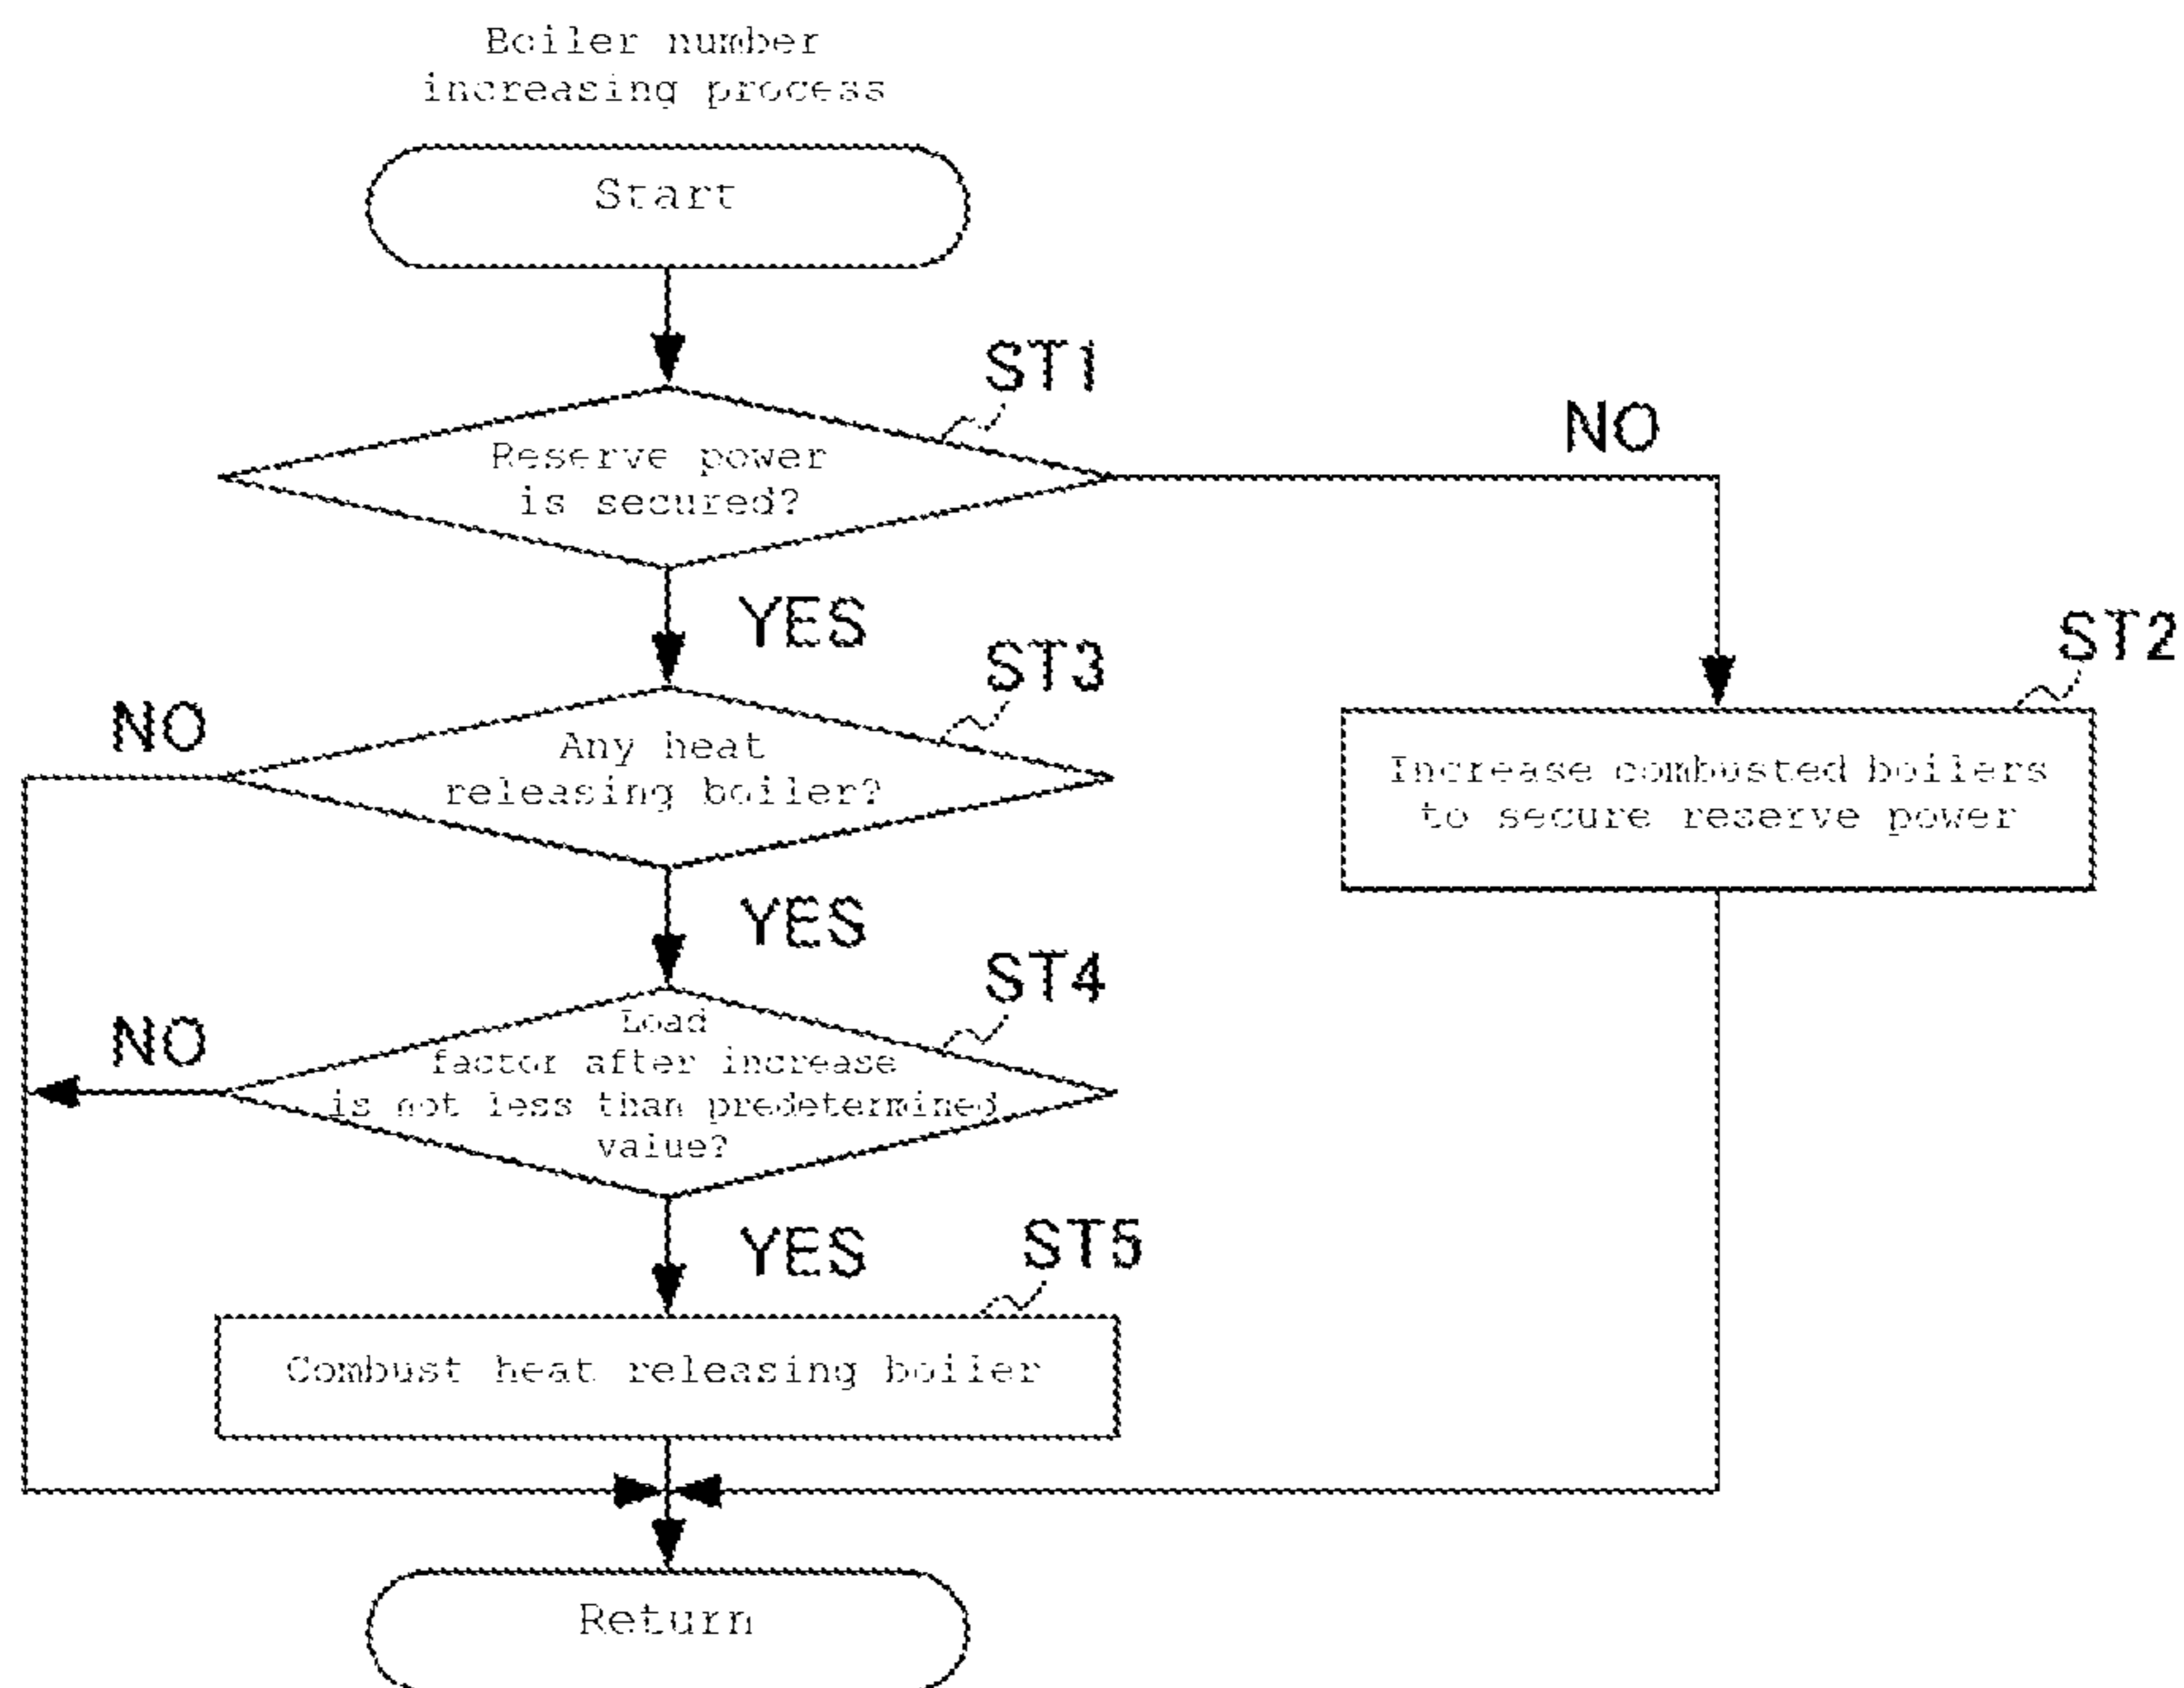 Boiler number
increasing process
Start
ST1
Reserve power
is secured?
NO
YES
ST3
ST2
NO
Any heat
releasing boiler?
Increase combusted boilers
to secure reserve power
YES
ST4
NO
Load
factor after increase
is not less than predetermined
value?
YES
ST5
Combust heat releasing boiler
Return